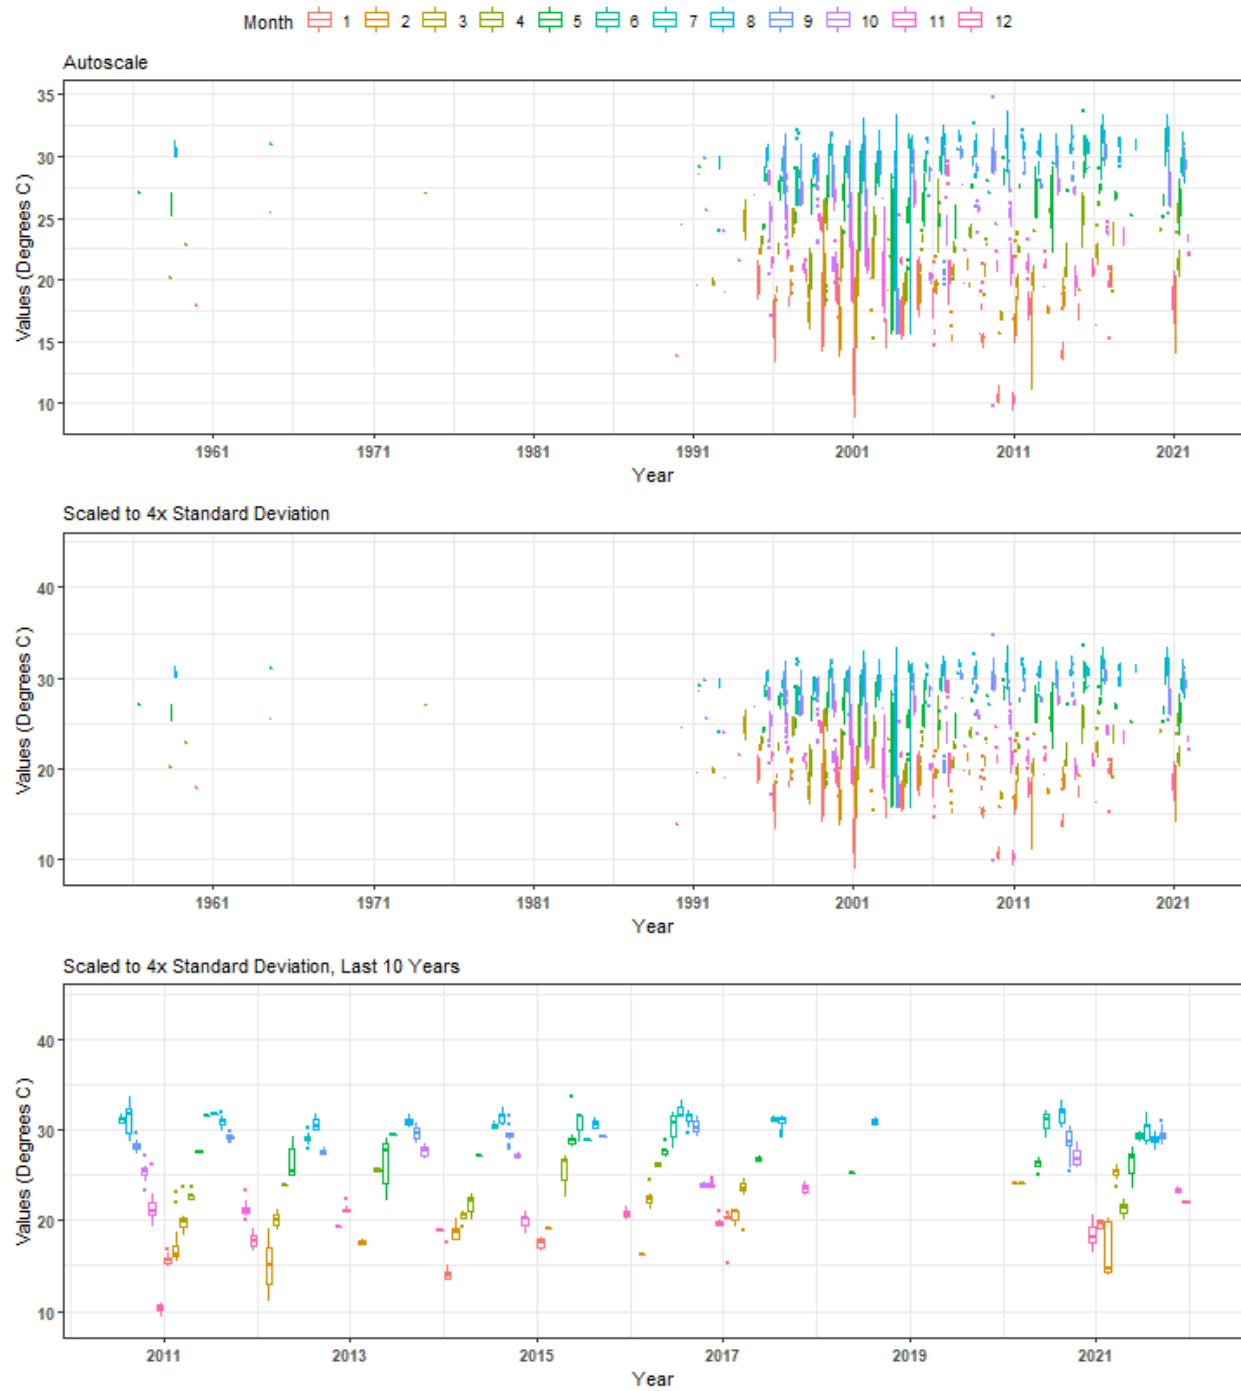 Month 1 2 3 4 5 6 7 8 9 10 11 12
Autoscale
35
30
25
20
15
10
Values (Degrees C)
1961 1971 1981 1991 2001 2011 2021
Year
Scaled to 4x Standard Deviation
40
30
20
10
Values (Degrees C)
1961 1971 1981 1991 2001 2011 2021
Year
Scaled to 4x Standard Deviation, Last 10 Years
40
30
20
10
Values (Degrees C)
2011 2013 2015 2017 2019 2021
Year